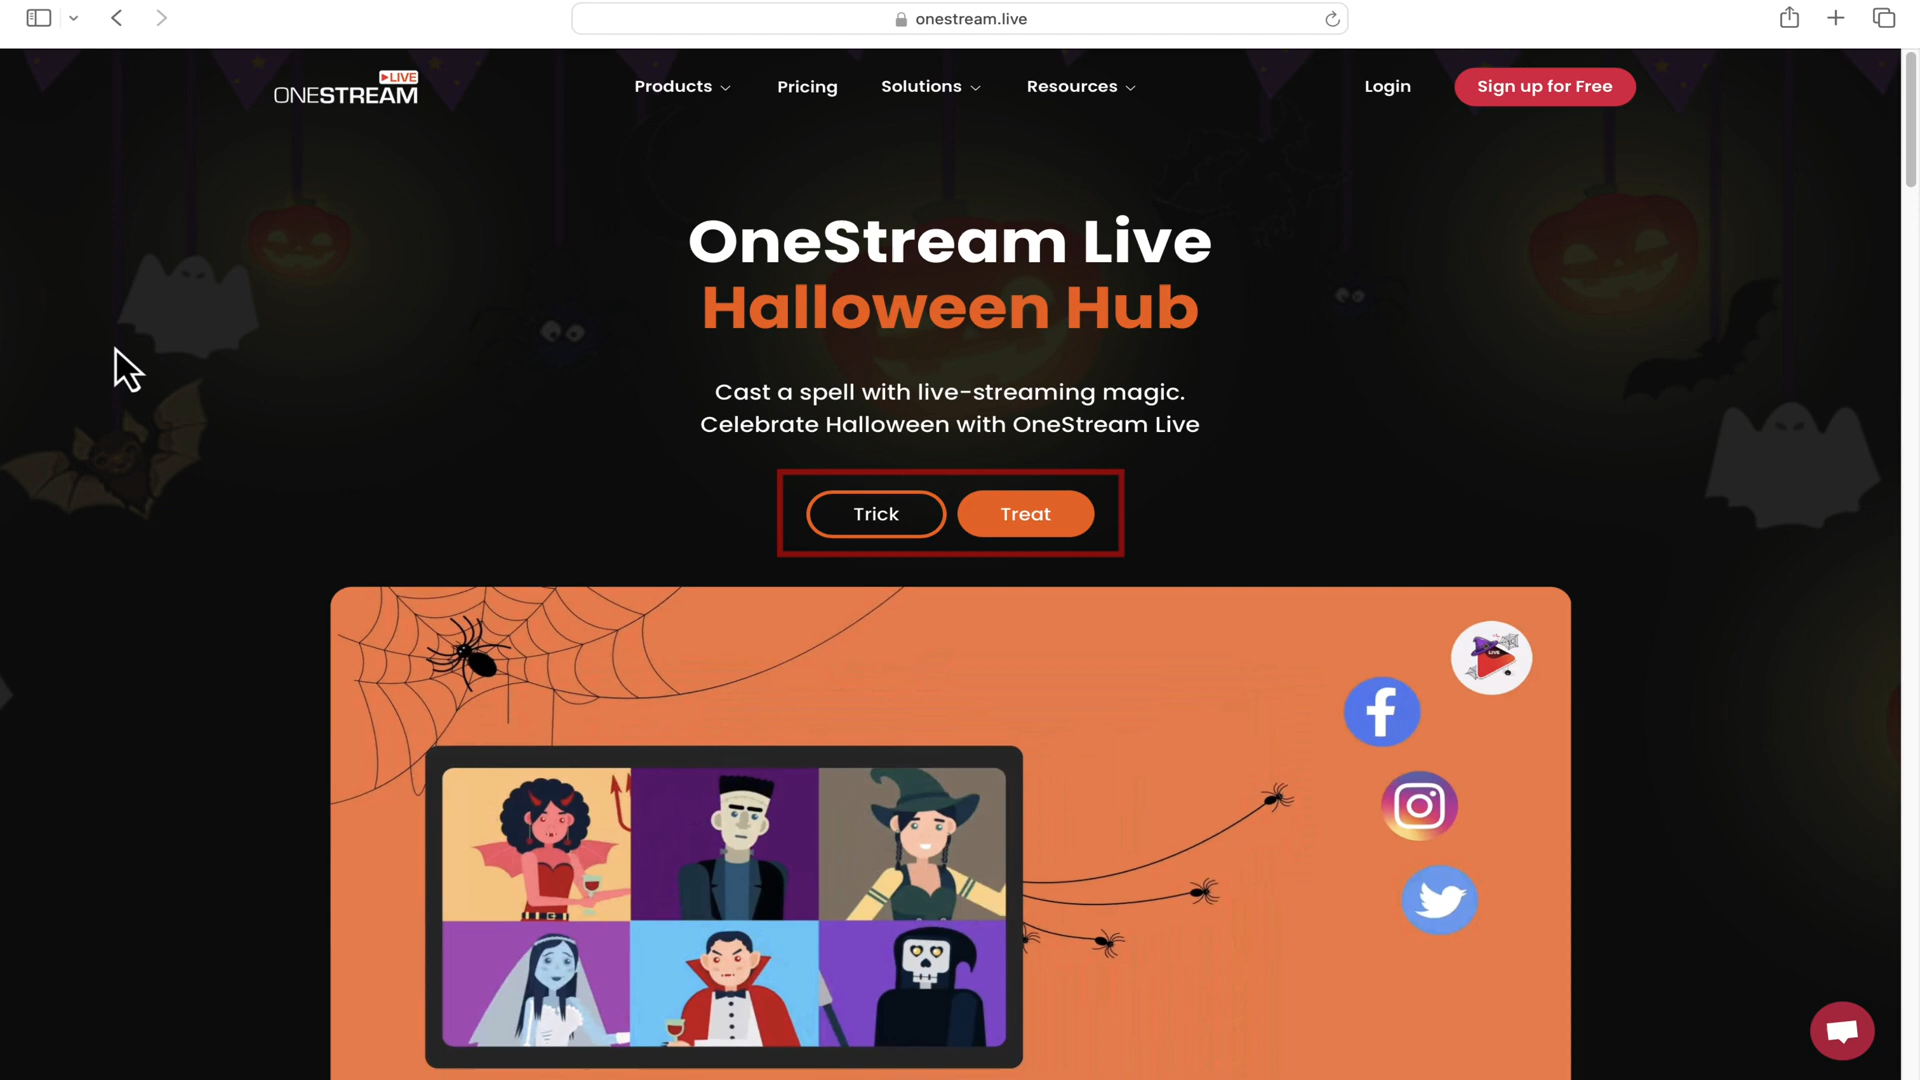 onestream.live
LIVE
ONESTREAM
Products
Pricing
Solutions
Resources
Login
Sign up for Free
OneStream Live
Halloween Hub
Cast a spell with live-streaming magic.
Celebrate Halloween with OneStream Live
Trick
Treat
LIVE